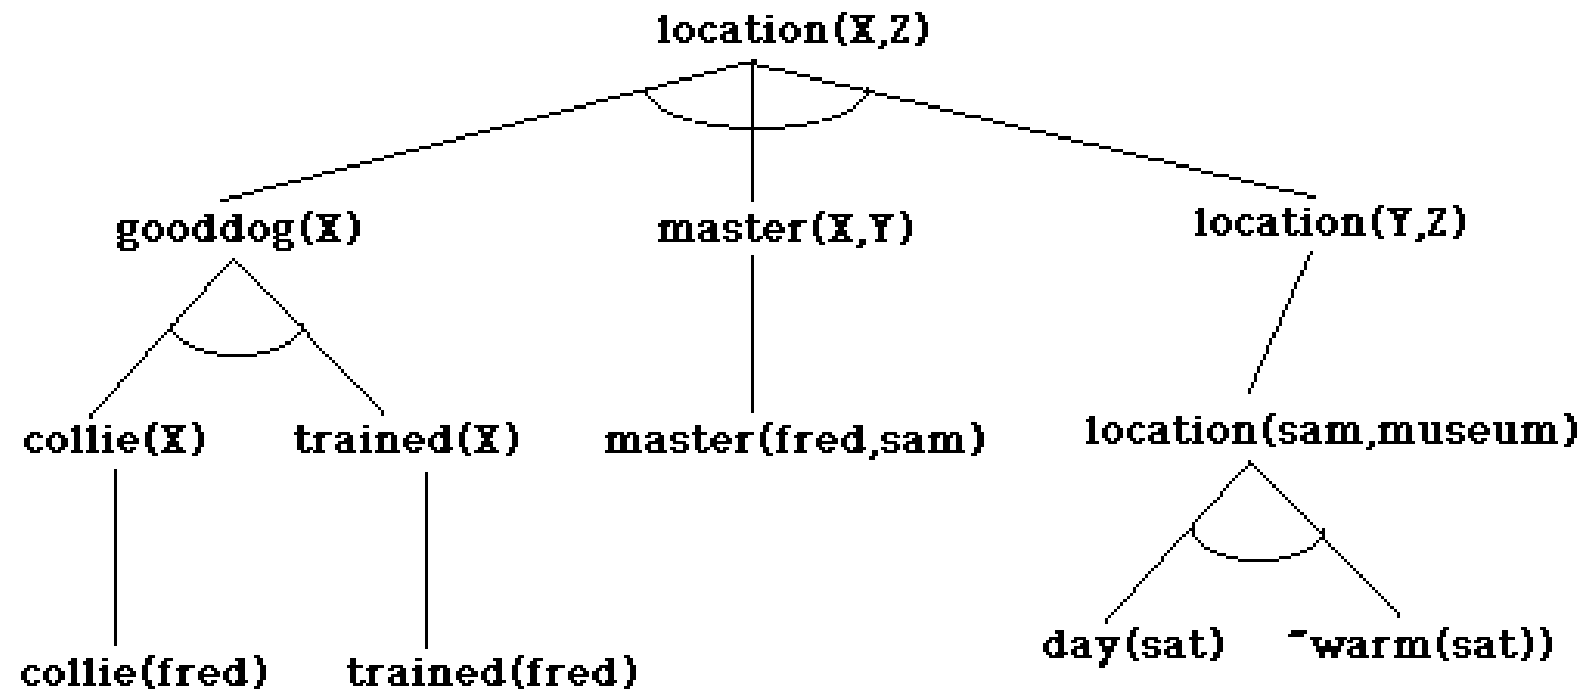 location(X,Z)
gooddog(X)
master(X,Y)
location(Y,Z)
collie(X)
trained(X)
master(fred,sam)
location(sam,museum)
collie(fred)
trained(fred)
day(sat)
~warm(sat))